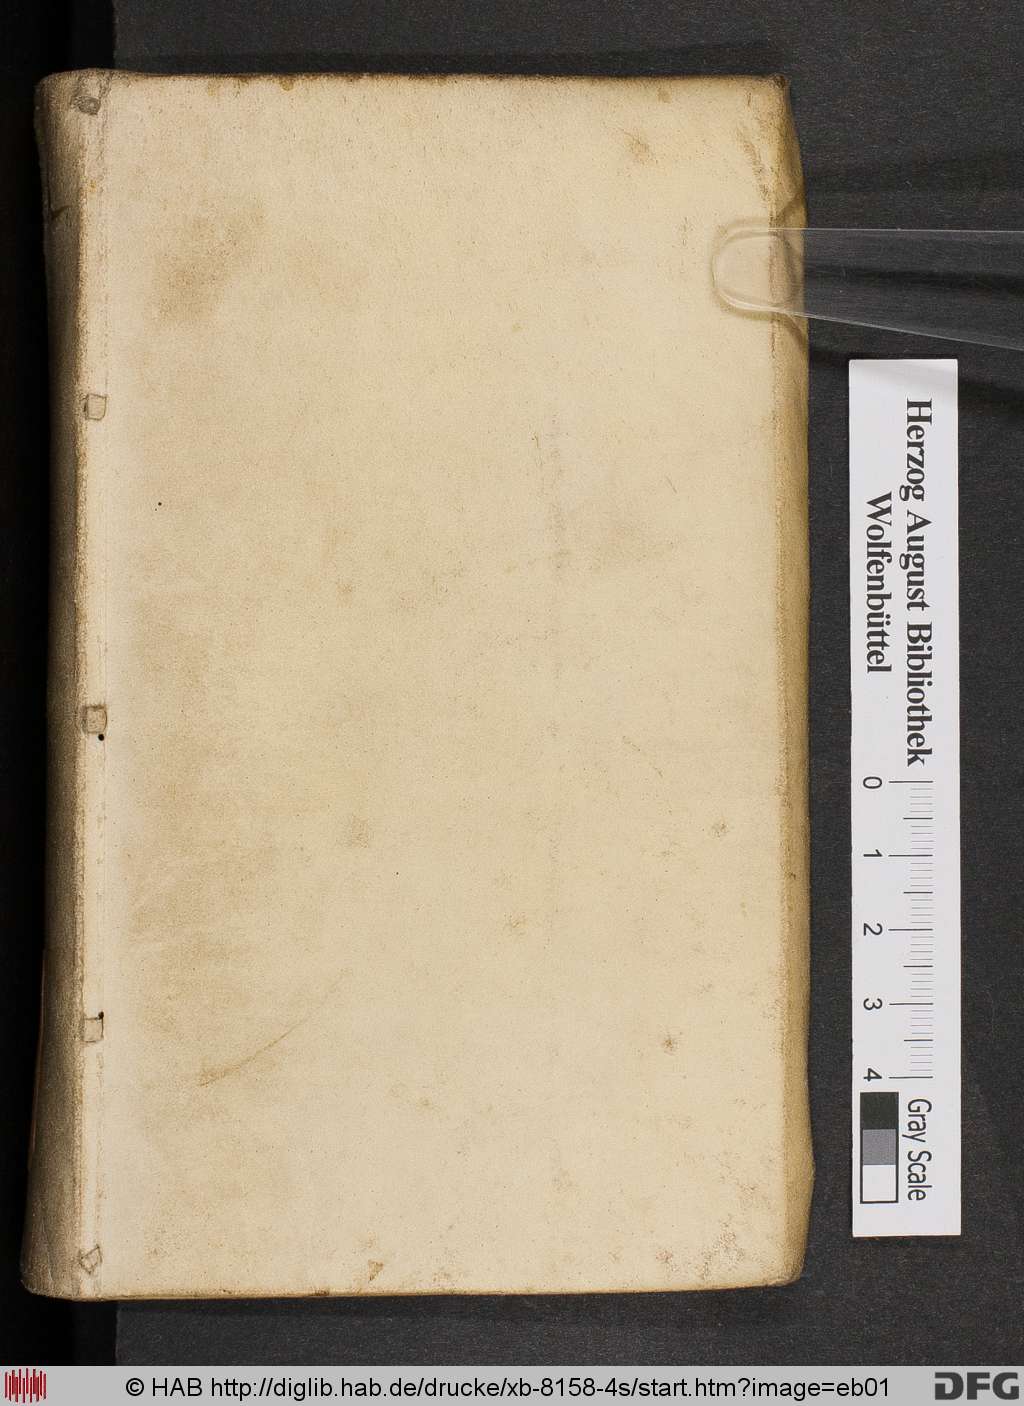 Herzog August Bibliothek
Wolfenbüttel
0 1 2 3 4
Gray Scale
© HAB http://diglib.hab.de/drucke/xb-8158-4s/start.htm?image=eb01
DFG